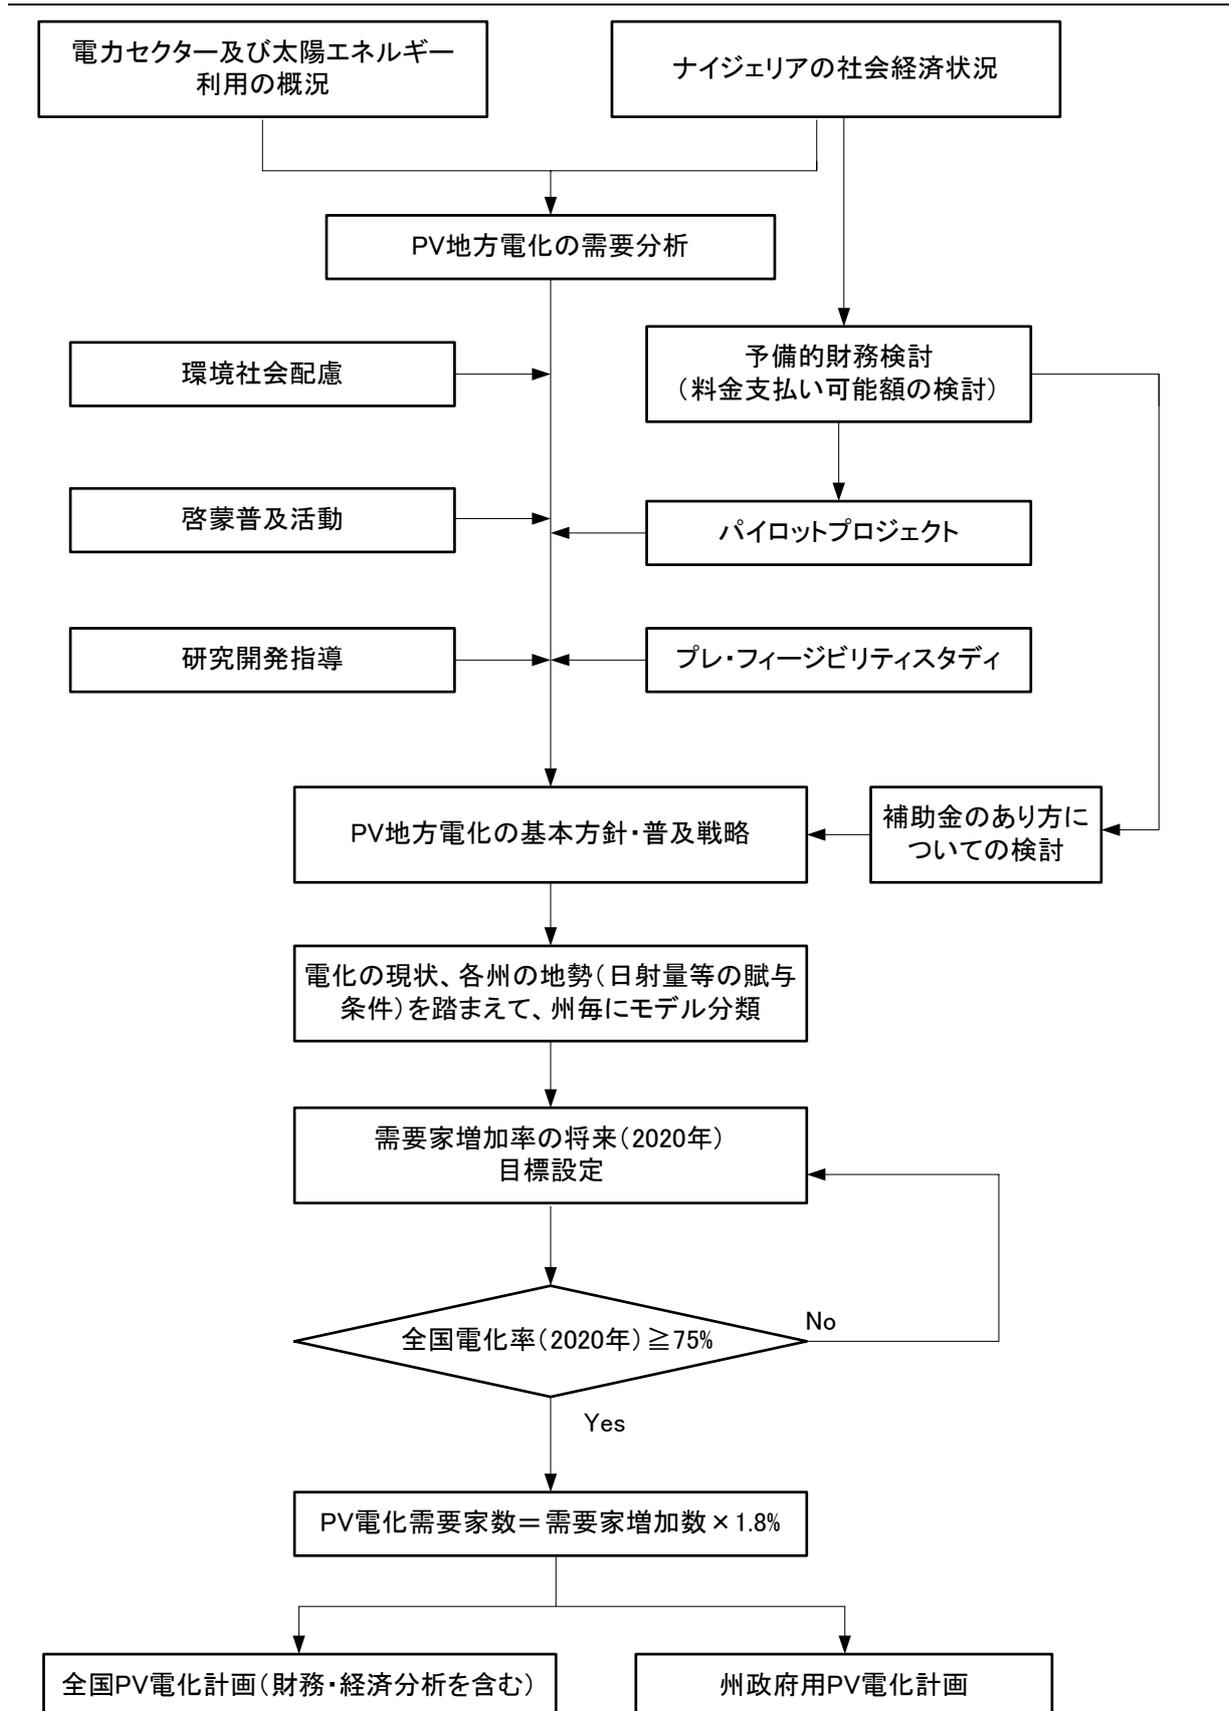 電力セクター及び太陽エネルギー
利用の概況
ナイジェリアの社会経済状況
PV地方電化の需要分析
環境社会配慮
予備的財務検討
（料金支払い可能額の検討）
啓蒙普及活動
パイロットプロジェクト
研究開発指導
プレ・フィージビリティスタディ
PV地方電化の基本方針・普及戦略
補助金のあり方に
ついての検討
電化の現状、各州の地勢（日射量等の賦与
条件）を踏まえて、州毎にモデル分類
需要家増加率の将来（2020年）
目標設定
全国電化率（2020年）≧75%
No
Yes
PV電化需要家数＝需要家増加数×1.8%
全国PV電化計画（財務・経済分析を含む）
州政府用PV電化計画